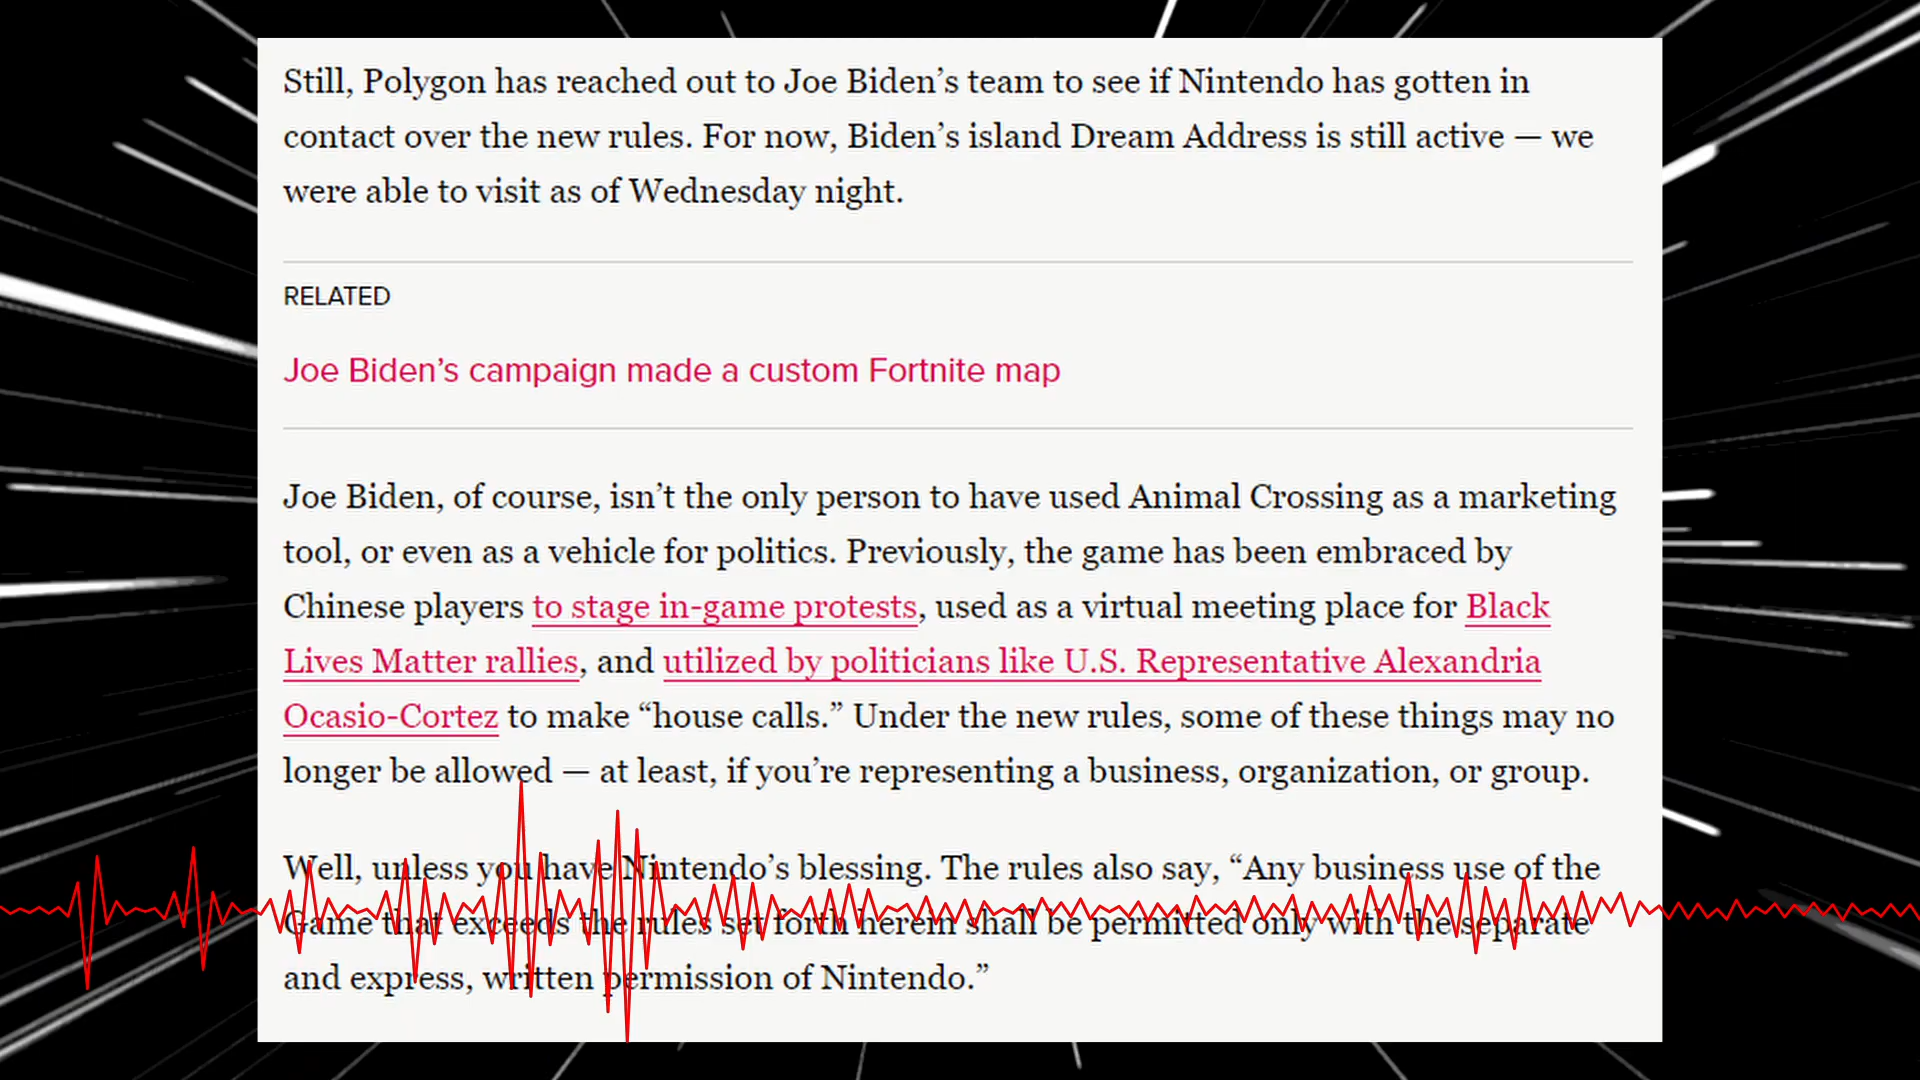 Still, Polygon has reached out to Joe Biden’s team to see if Nintendo has gotten in
contact over the new rules. For now, Biden’s island Dream Address is still active — we
were able to visit as of Wednesday night.
RELATED
Joe Biden’s campaign made a custom Fortnite map
Joe Biden, of course, isn’t the only person to have used Animal Crossing as a marketing
tool, or even as a vehicle for politics. Previously, the game has been embraced by
Chinese players to stage in-game protests, used as a virtual meeting place for Black
Lives Matter rallies, and utilized by politicians like U.S. Representative Alexandria
Ocasio-Cortez to make “house calls.” Under the new rules, some of these things may no
longer be allowed — at least, if you’re representing a business, organization, or group.
Well, unless you have Nintendo’s blessing. The rules also say, “Any business use of the
Game that exceeds the rules set forth herein shall be permitted only with the separate
and express, written permission of Nintendo.”